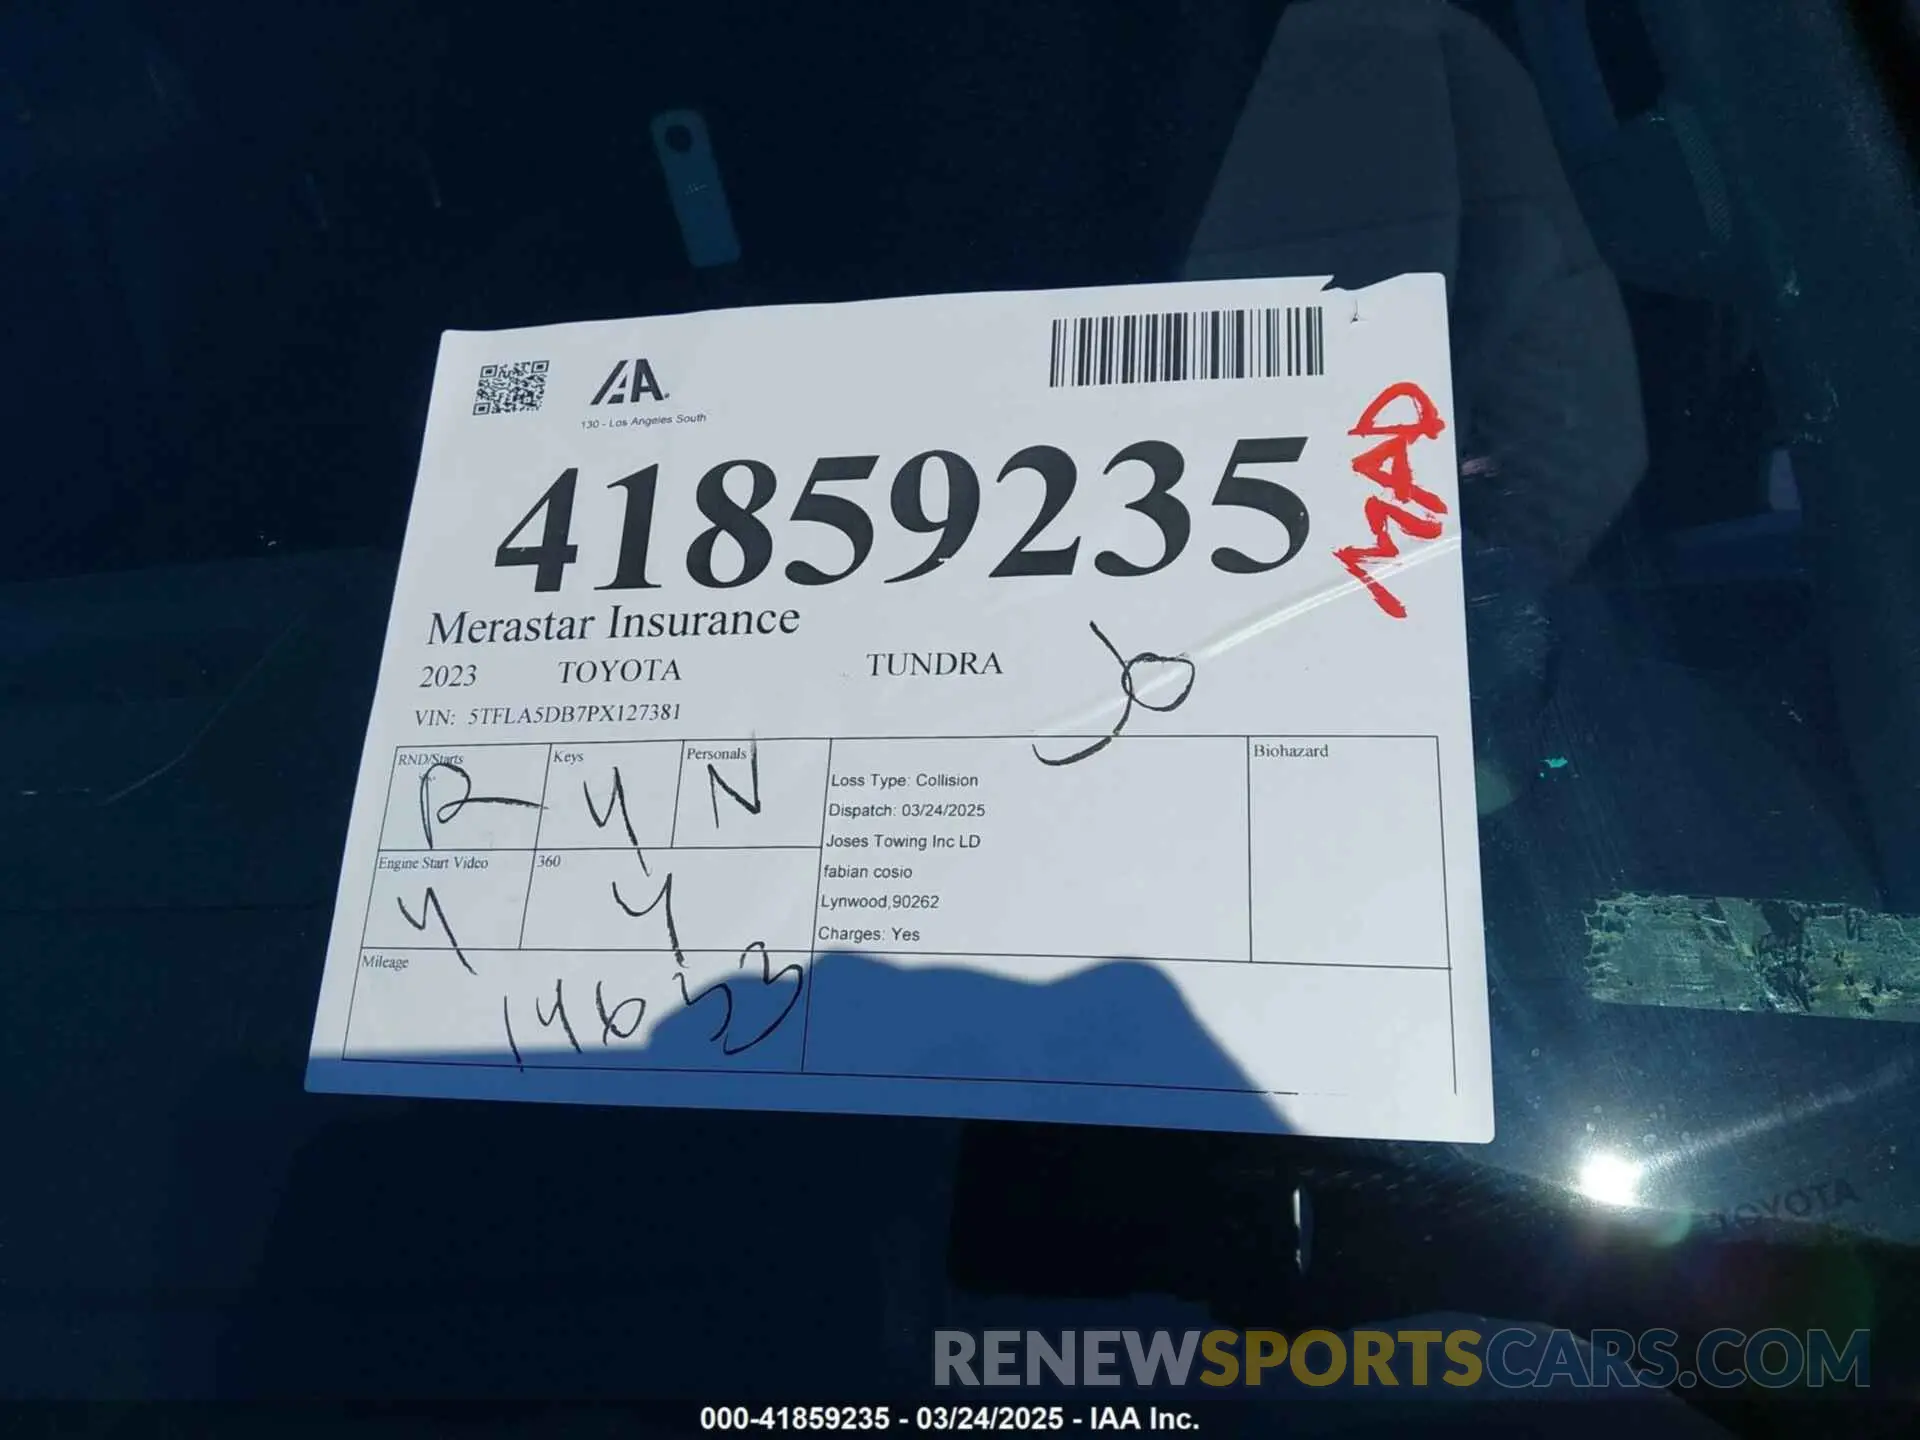 IAA.
130 - Los Angeles South
41859235
MAD
Merastar Insurance
2023 TOYOTA TUNDRA
VIN: 5TFLA5DB7PX127381
RND/Starts Keys Personals
R Y N
Engine Start Video 360
Y Y
Mileage
14633
Loss Type: Collision
Dispatch: 03/24/2025
Joses Towing Inc LD
fabian cosio
Lynwood,90262
Charges: Yes
Biohazard
TOYOTA
RENEWSPORTSCARS.COM
000-41859235 - 03/24/2025 - IAA Inc.